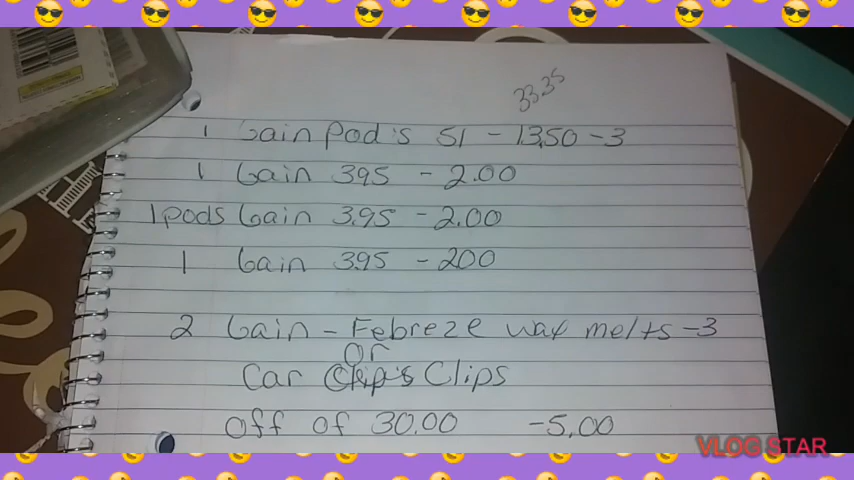 33.35
1 Gain Pod's 51 - 13.50 - 3
1 Gain 3.95 - 2.00
1 pods Gain 3.95 - 2.00
1 Gain 3.95 - 200
2 Gain - Febreze wax melts - 3
or
Car Clips
off of 30.00 - 5.00
VLOG STAR